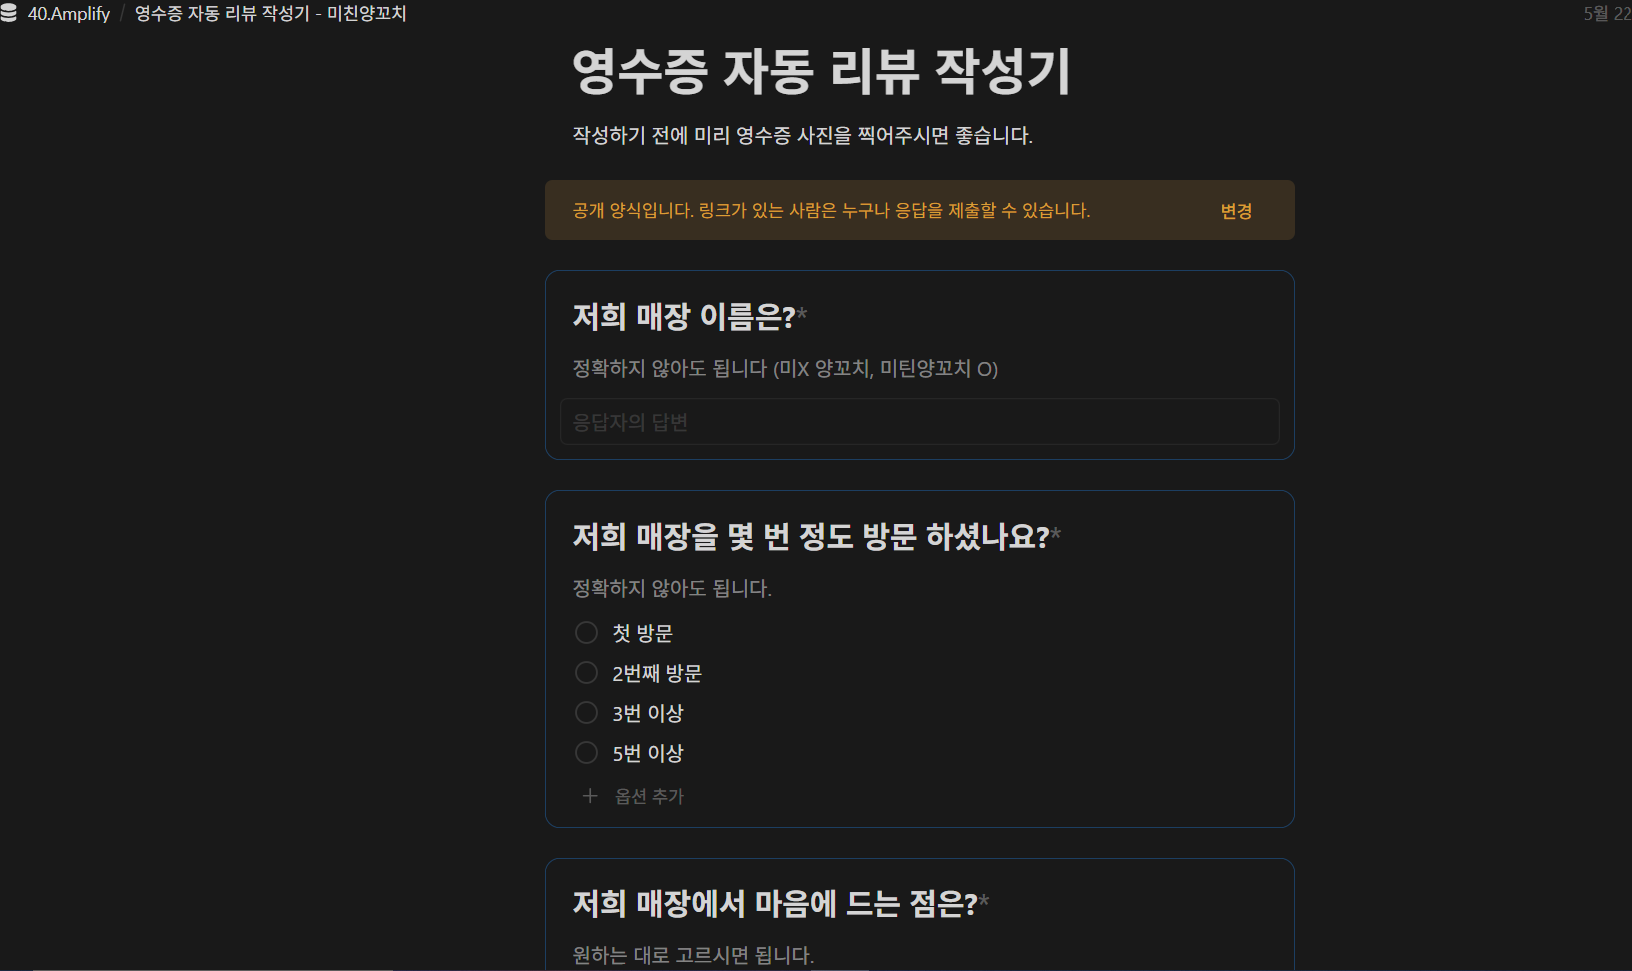 40.Amplify / 영수증 자동 리뷰 작성기 - 미친양꼬치
5월 22
영수증 자동 리뷰 작성기
작성하기 전에 미리 영수증 사진을 찍어주시면 좋습니다.
공개 양식입니다. 링크가 있는 사람은 누구나 응답을 제출할 수 있습니다. 변경
저희 매장 이름은?*
정확하지 않아도 됩니다 (미X 양꼬치, 미틴양꼬치 O)
응답자의 답변
저희 매장을 몇 번 정도 방문 하셨나요?*
정확하지 않아도 됩니다.
첫 방문
2번째 방문
3번 이상
5번 이상
+ 옵션 추가
저희 매장에서 마음에 드는 점은?*
원하는 대로 고르시면 됩니다.